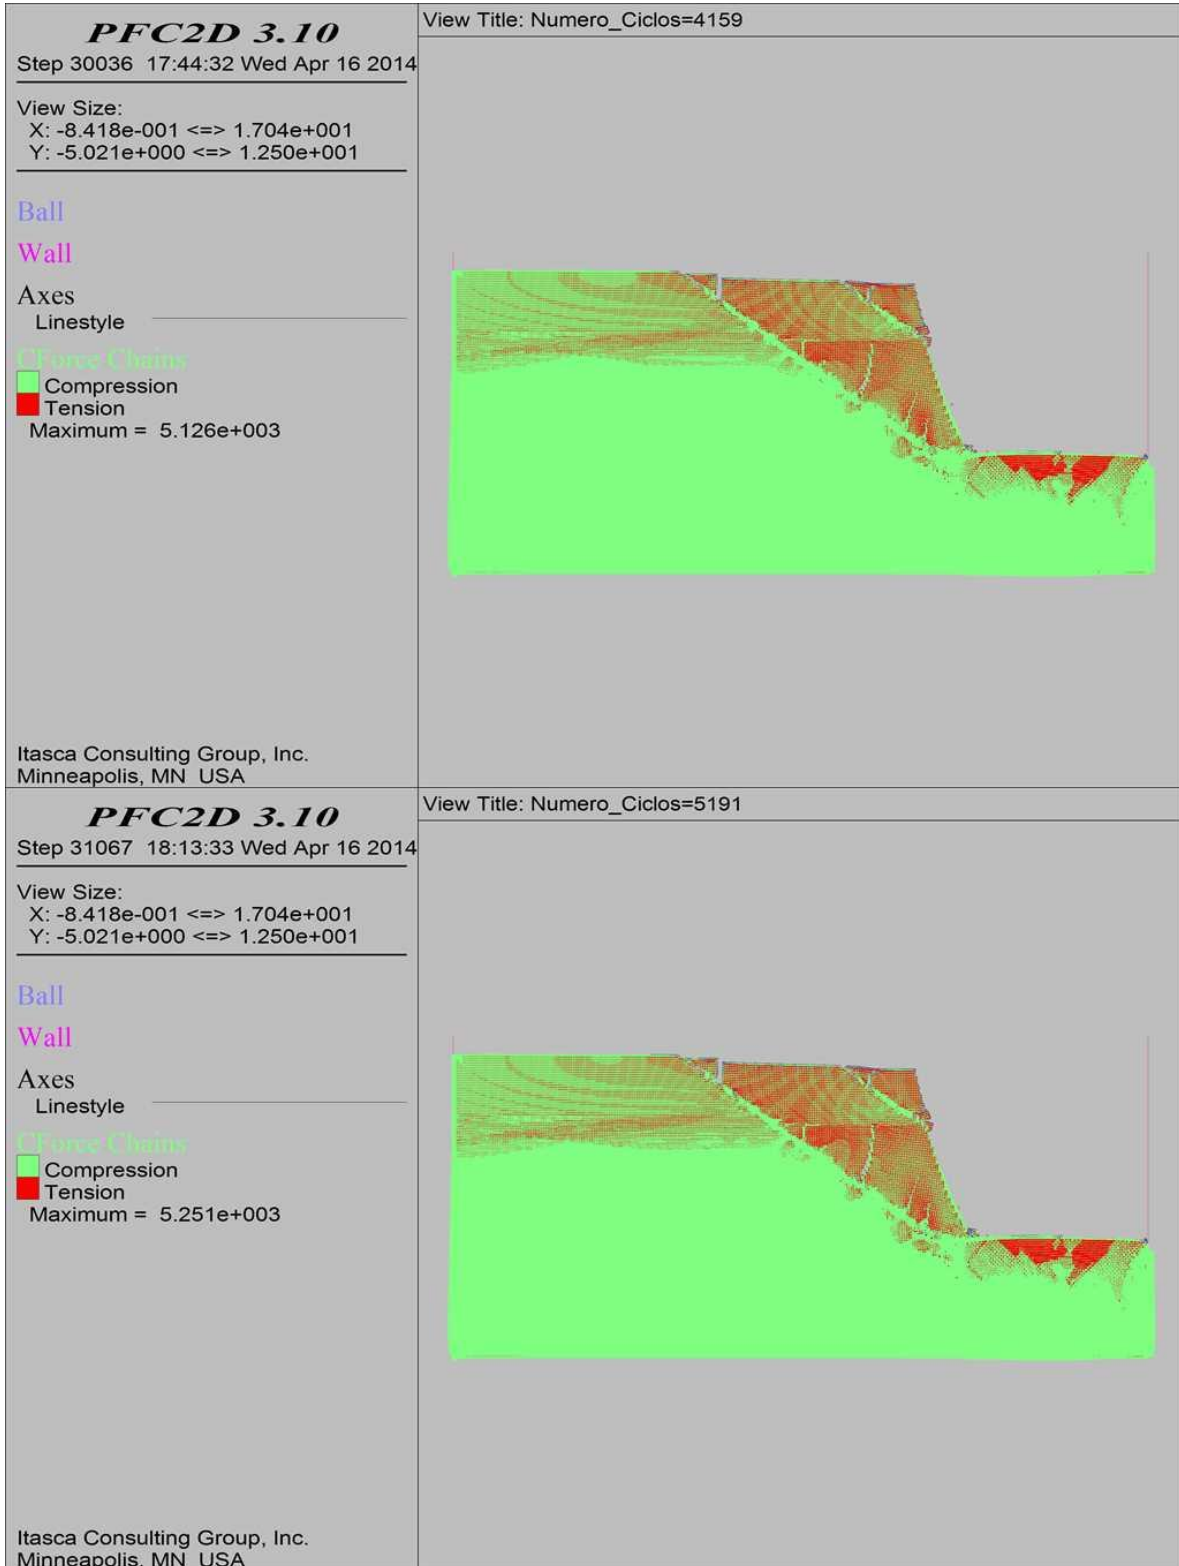 PFC2D 3.10
Step 30036 17:44:32 Wed Apr 16 2014
View Size:
X: -8.418e-001 <=> 1.704e+001
Y: -5.021e+000 <=> 1.250e+001
Ball
Wall
Axes
Linestyle
CForce Chains
Compression
Tension
Maximum = 5.126e+003
Itasca Consulting Group, Inc.
Minneapolis, MN USA
View Title: Numero_Ciclos=4159
PFC2D 3.10
Step 31067 18:13:33 Wed Apr 16 2014
View Size:
X: -8.418e-001 <=> 1.704e+001
Y: -5.021e+000 <=> 1.250e+001
Ball
Wall
Axes
Linestyle
CForce Chains
Compression
Tension
Maximum = 5.251e+003
Itasca Consulting Group, Inc.
Minneapolis, MN USA
View Title: Numero_Ciclos=5191